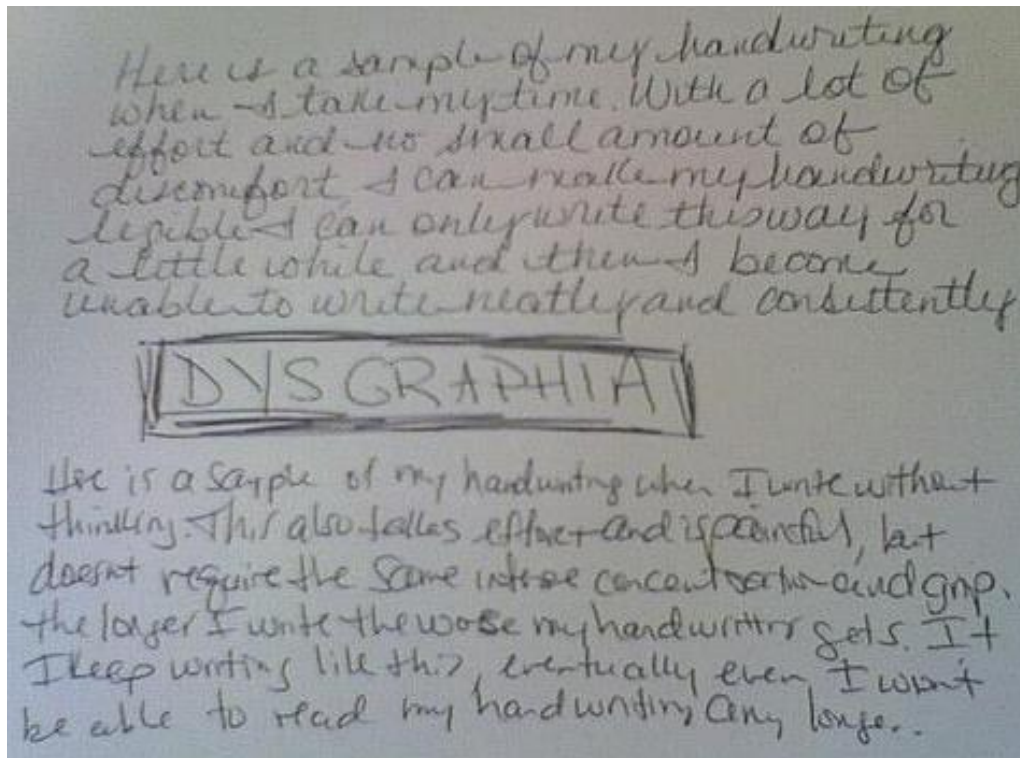 Here is a sample of my handwriting
when I take my time. With a lot of
effort and no small amount of
discomfort, I can make my handwriting
legible I can only write this way for
a little while and then I become
unable to write neatly and consistently
DYSGRAPHIA
Here is a sample of my handwriting when I write without
thinking. This also takes effort and is painful, but
doesnt require the same intense concentration and grip.
the longer I write the worse my handwriting gets. If
I keep writing like this, eventually even I wont
be able to read my handwriting any longer..